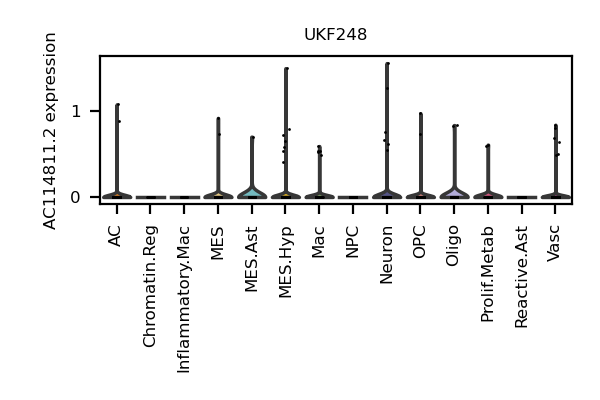 UKF248
AC114811.2 expression
1
0
AC
Chromatin.Reg
Inflammatory.Mac
MES
MES.Ast
MES.Hyp
Mac
NPC
Neuron
OPC
Oligo
Prolif.Metab
Reactive.Ast
Vasc